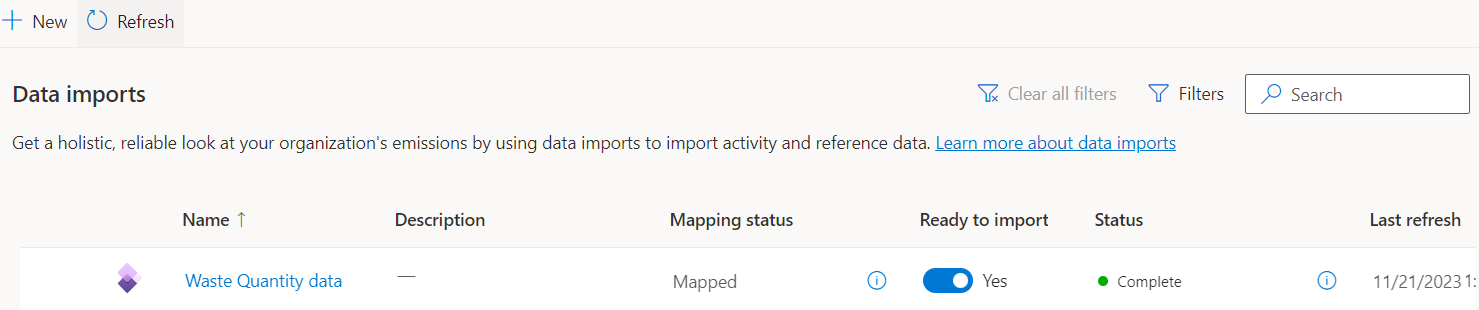 New Refresh
Data imports Clear all filters Filters Search
Get a holistic, reliable look at your organization's emissions by using data imports to import activity and reference data. Learn more about data imports
Name ↑ Description Mapping status Ready to import Status Last refresh
Waste Quantity data — Mapped Yes Complete 11/21/2023 1: